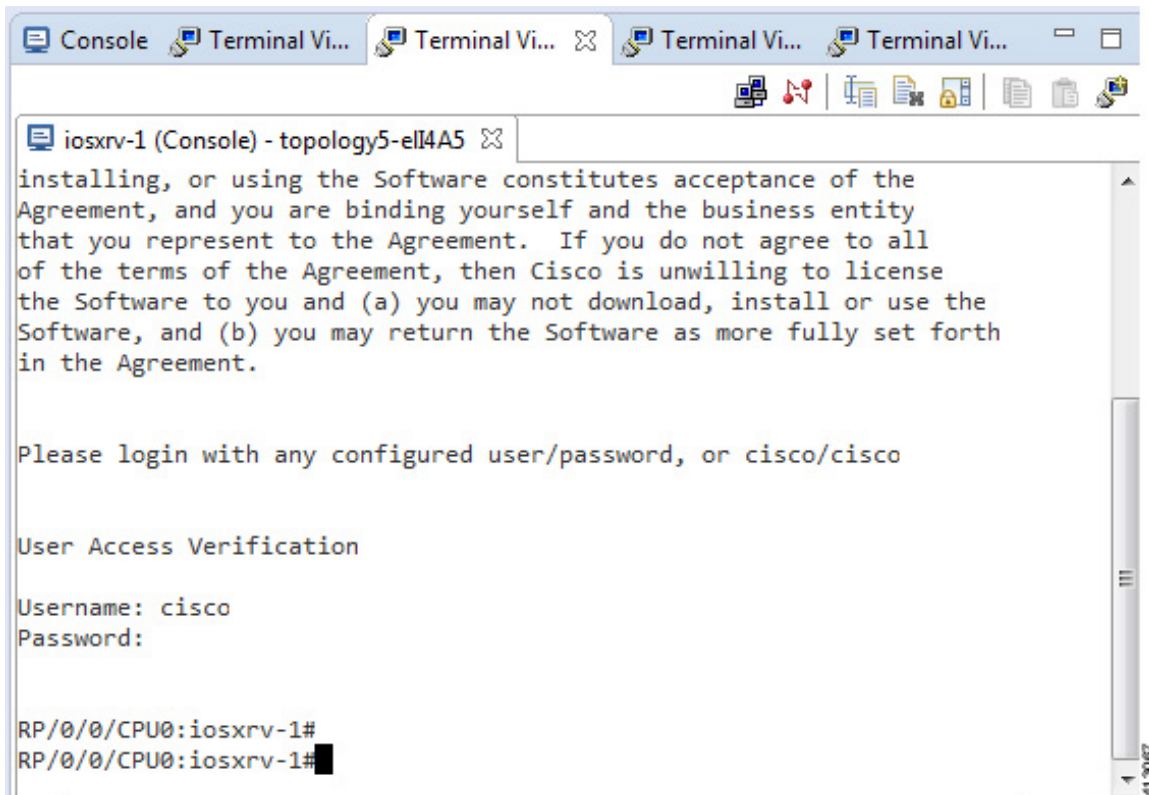 Console Terminal Vi... Terminal Vi... Terminal Vi... Terminal Vi...
iosxrv-1 (Console) - topology5-elI4A5
installing, or using the Software constitutes acceptance of the
Agreement, and you are binding yourself and the business entity
that you represent to the Agreement.  If you do not agree to all
of the terms of the Agreement, then Cisco is unwilling to license
the Software to you and (a) you may not download, install or use the
Software, and (b) you may return the Software as more fully set forth
in the Agreement.
Please login with any configured user/password, or cisco/cisco
User Access Verification
Username: cisco
Password:
RP/0/0/CPU0:iosxrv-1#
RP/0/0/CPU0:iosxrv-1#